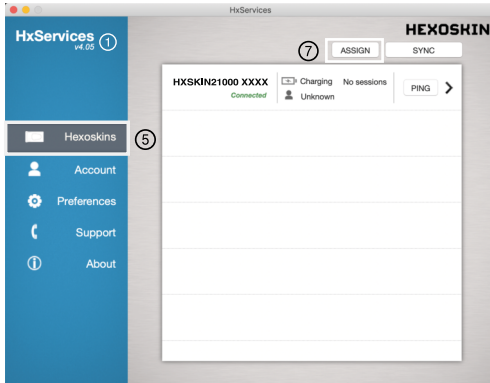 HxServices
HEXOSKIN
HxServices
v4.05
1
7
ASSIGN
SYNC
HXSKIN21000 XXXX
Connected
Charging
No sessions
Unknown
PING
Hexoskins
5
Account
Preferences
Support
About